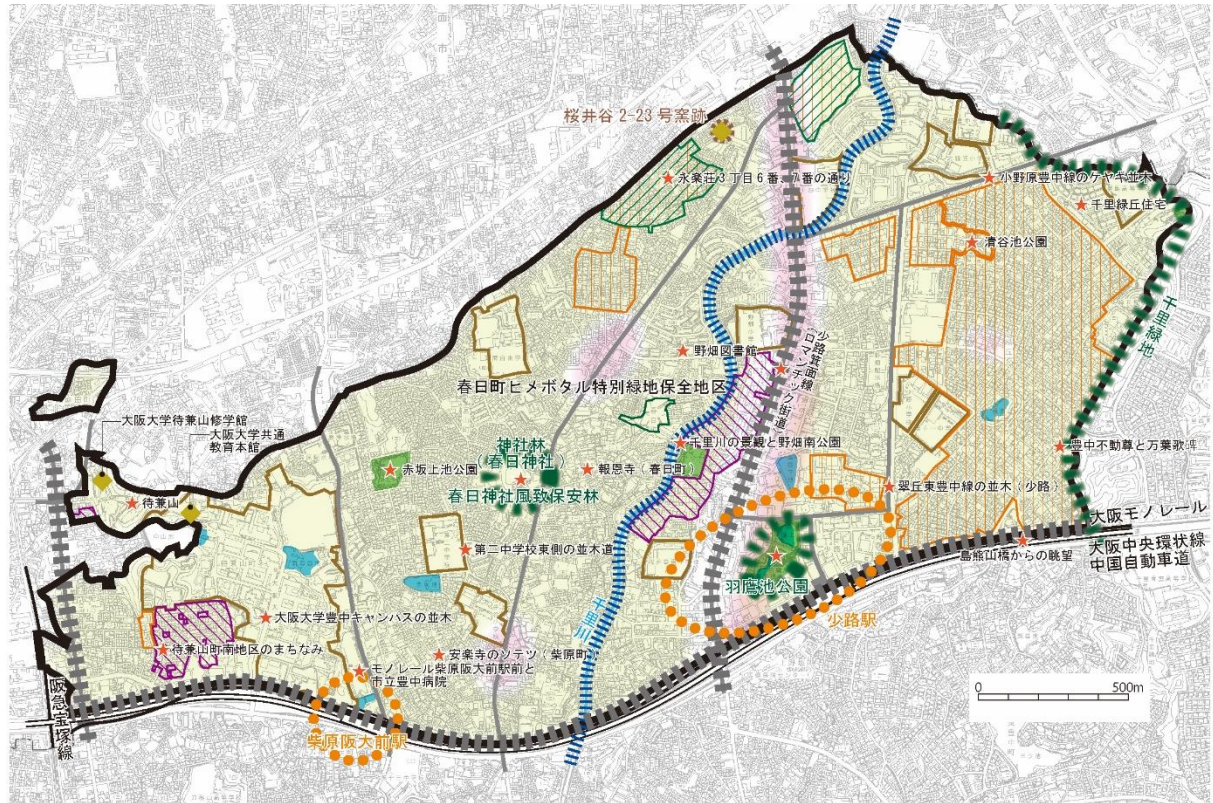 桜井谷2-23号窯跡
永楽荘3丁目6番、7番の通り
小野原豊中線のケヤキ並木
千里緑丘住宅
清谷池公園
千里緑地
少路箕面線
(ロマンチック街道)
野畑図書館
春日町ヒメボタル特別緑地保全地区
大阪大学待兼山修学館
大阪大学共通
教育本館
神社林
(春日神社)
千里川の景観と野畑南公園
豊中不動尊と万葉歌碑
赤坂上池公園
報恩寺(春日町)
春日神社風致保安林
翠丘東豊中線の並木(少路)
待兼山
大阪モノレール
大阪中央環状線
中国自動車道
島熊山橋からの眺望
第二中学校東側の並木道
羽鷹池公園
少路駅
千里川
大阪大学豊中キャンパスの並木
待兼山町南地区のまちなみ
安楽寺のソテツ(柴原町)
モノレール柴原阪大前駅前と
市立豊中病院
柴原阪大前駅
阪急宝塚線
0
500m